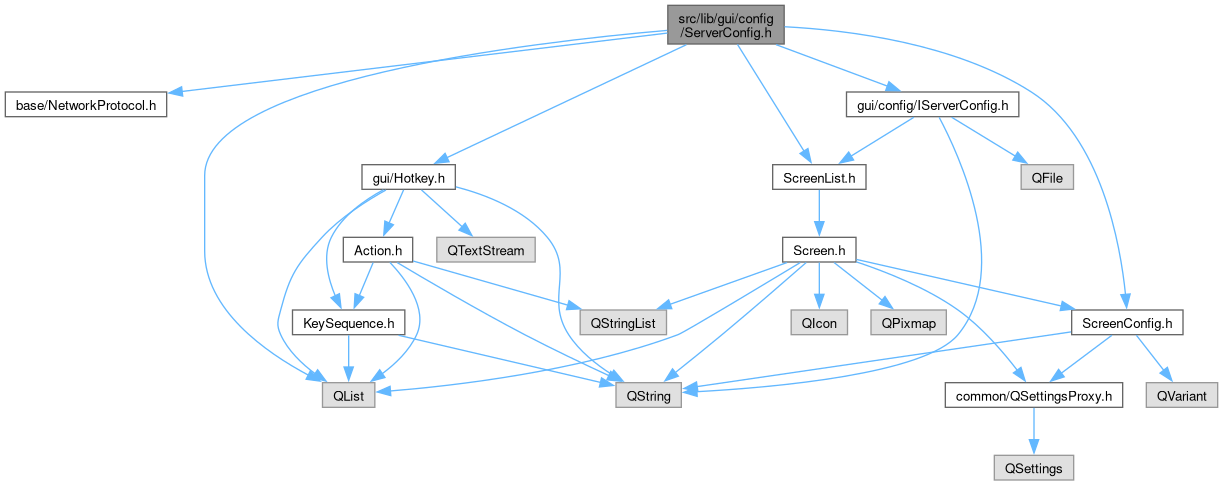 src/lib/gui/config
/ServerConfig.h
base/NetworkProtocol.h
gui/config/IServerConfig.h
gui/Hotkey.h
ScreenList.h
QFile
Action.h
QTextStream
Screen.h
KeySequence.h
QStringList
QIcon
QPixmap
ScreenConfig.h
QList
QString
common/QSettingsProxy.h
QVariant
QSettings